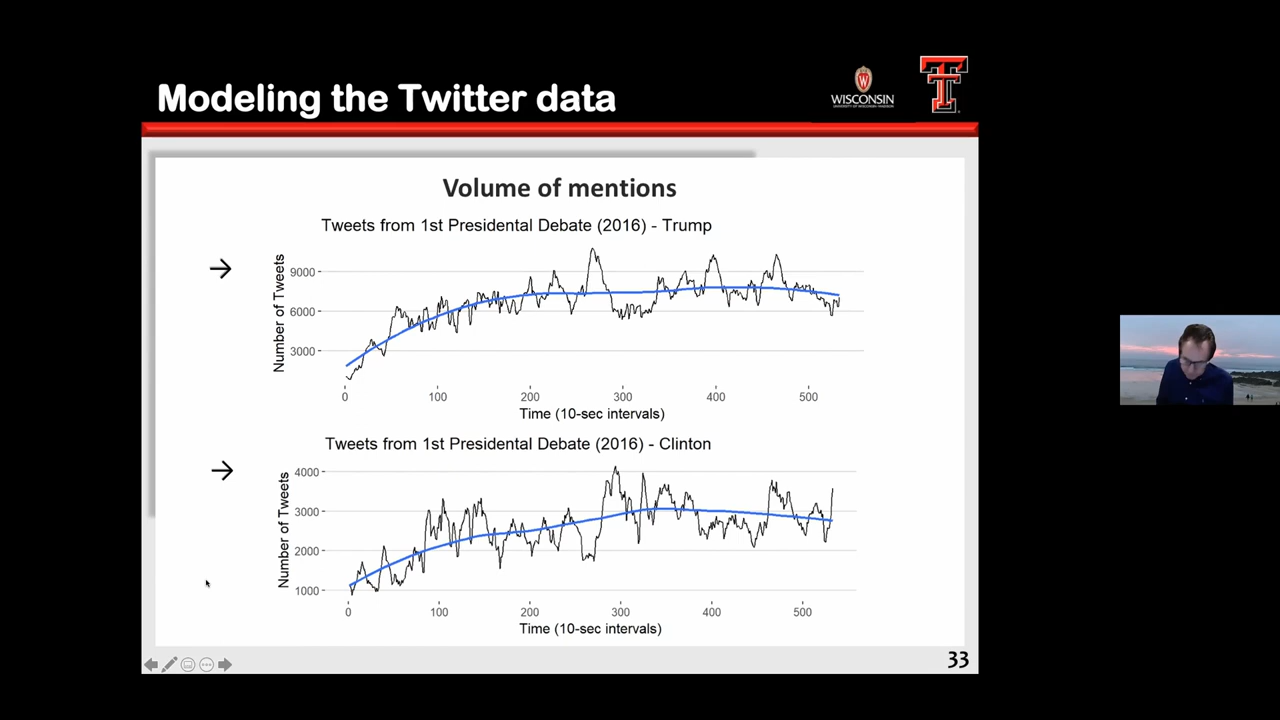 Modeling the Twitter data
WISCONSIN
UNIVERSITY OF WISCONSIN-MADISON
T
Volume of mentions
Tweets from 1st Presidental Debate (2016) - Trump
Number of Tweets
9000
6000
3000
0 100 200 300 400 500
Time (10-sec intervals)
Tweets from 1st Presidental Debate (2016) - Clinton
Number of Tweets
4000
3000
2000
1000
0 100 200 300 400 500
Time (10-sec intervals)
33